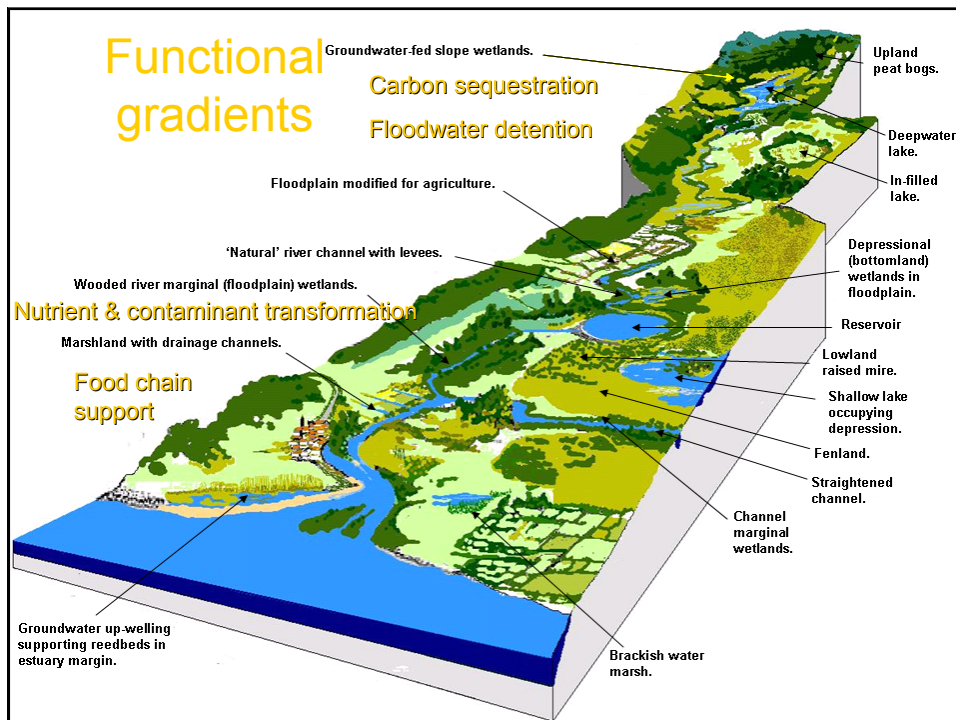 Functional
gradients
Groundwater-fed slope wetlands.
Carbon sequestration
Floodwater detention
Upland
peat bogs.
Deepwater
lake.
In-filled
lake.
Floodplain modified for agriculture.
‘Natural’ river channel with levees.
Depressional
(bottomland)
wetlands in
floodplain.
Wooded river marginal (floodplain) wetlands.
Nutrient & contaminant transformation
Reservoir
Marshland with drainage channels.
Lowland
raised mire.
Food chain
support
Shallow lake
occupying
depression.
Fenland.
Straightened
channel.
Channel
marginal
wetlands.
Groundwater up-welling
supporting reedbeds in
estuary margin.
Brackish water
marsh.